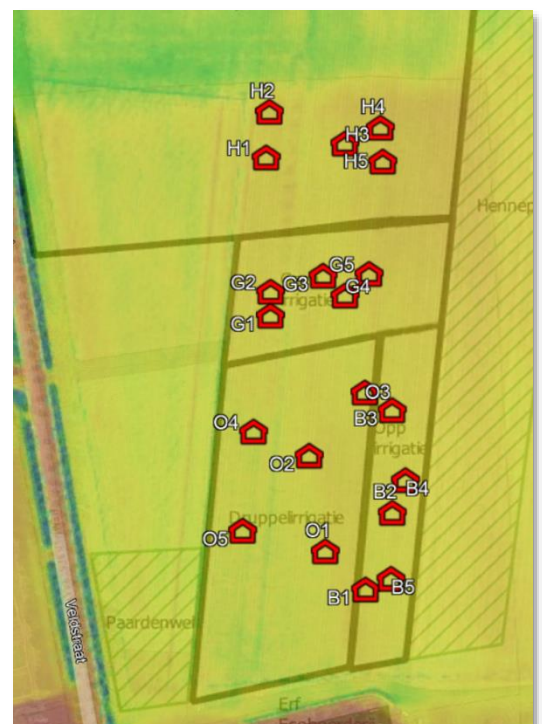 H2
H4
H3
H1
H5
Hennep
G5
G2
G3
G4
irrigatie
G1
O3
B3
O4
Opp
irrigatie
O2
B4
B2
Druppelirrigatie
O1
O5
B5
B1
Paardenwei
Veldstraat
Erf